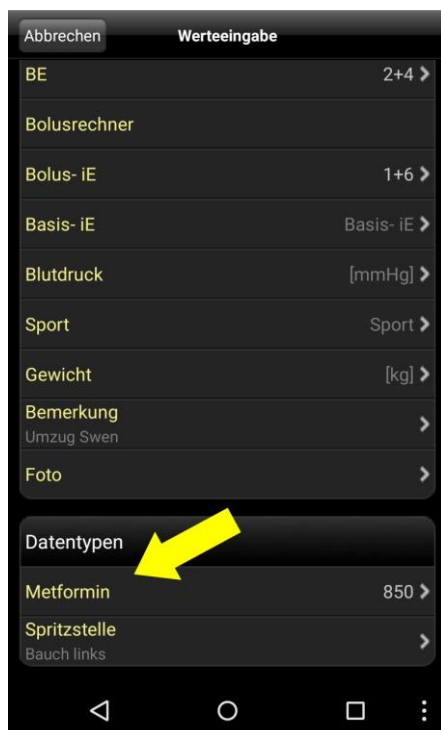 Abbrechen Werteeingabe
BE 2+4
Bolusrechner
Bolus- iE 1+6
Basis- iE Basis- iE
Blutdruck [mmHg]
Sport Sport
Gewicht [kg]
Bemerkung
Umzug Swen
Foto
Datentypen
Metformin 850
Spritzstelle
Bauch links